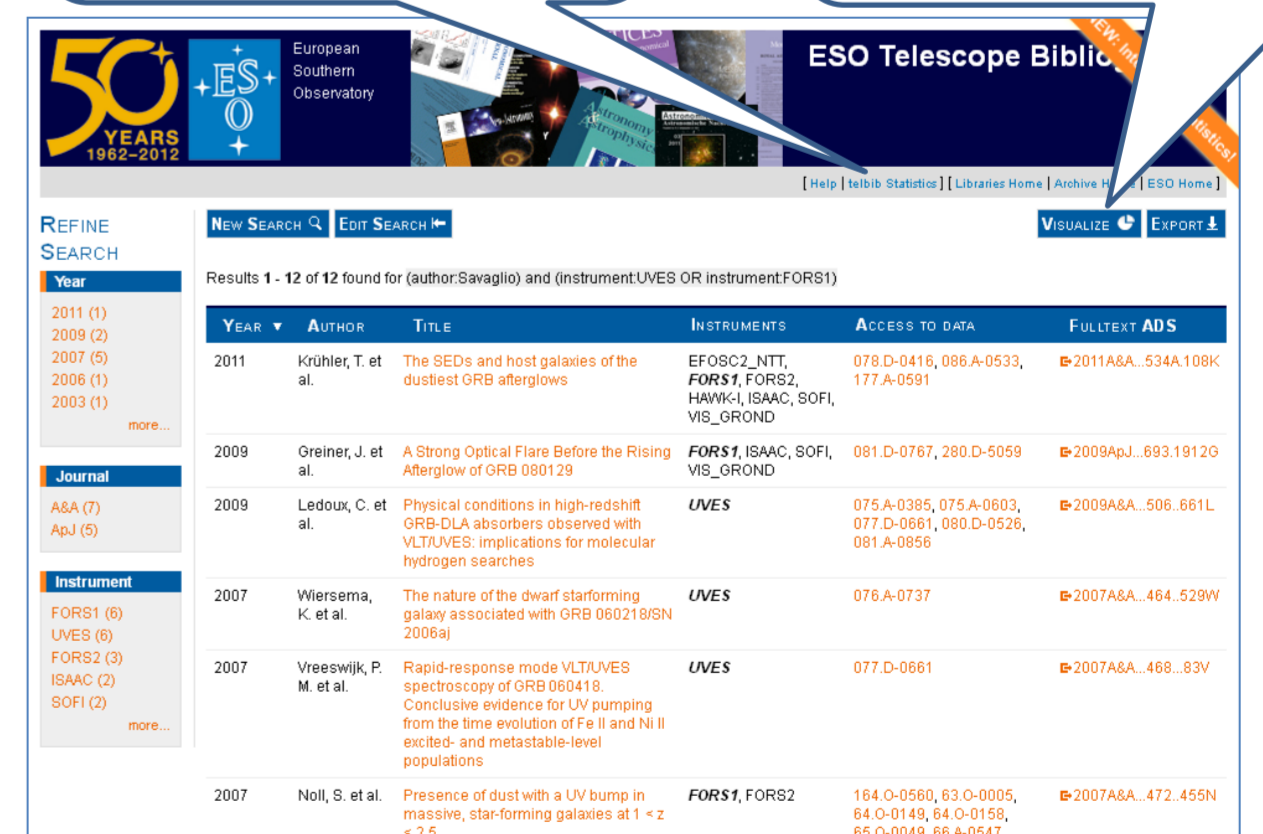 50
YEARS
1962–2012
ES
O
European
Southern
Observatory
Astronomy
Astrophysics
ESO Telescope
NEW:
[ Help | telbib Statistics ] [ Libraries Home | Archive | ESO Home ]
REFINE
SEARCH
NEW SEARCH EDIT SEARCH
VISUALIZE EXPORT
Results 1 - 12 of 12 found for (author:Savaglio) and (instrument:UVES OR instrument:FORS1)
Year
2011 (1)
2009 (2)
2007 (5)
2006 (1)
2003 (1)
more...
Journal
A&A (7)
ApJ (5)
Instrument
FORS1 (6)
UVES (6)
FORS2 (3)
ISAAC (2)
SOFI (2)
more...
YEAR ▼ AUTHOR TITLE INSTRUMENTS ACCESS TO DATA FULLTEXT ADS
2011 Krühler, T. et The SEDs and host galaxies of the EFOSC2_NTT, 078.D-0416, 086.A-0533, 2011A&A...534A.108K
al. dustiest GRB afterglows FORS1, FORS2, 177.A-0591
HAWK-I, ISAAC, SOFI,
VIS_GROND
2009 Greiner, J. et A Strong Optical Flare Before the Rising FORS1, ISAAC, SOFI, 081.D-0767, 280.D-5059 2009ApJ...693.1912G
al. Afterglow of GRB 080129 VIS_GROND
2009 Ledoux, C. et Physical conditions in high-redshift UVES 075.A-0385, 075.A-0603, 2009A&A...506..661L
al. GRB-DLA absorbers observed with 077.D-0661, 080.D-0526,
VLT/UVES: implications for molecular 081.A-0856
hydrogen searches
2007 Wiersema, The nature of the dwarf starforming UVES 076.A-0737 2007A&A...464..529W
K. et al. galaxy associated with GRB 060218/SN
2006aj
2007 Vreeswijk, P. Rapid-response mode VLT/UVES UVES 077.D-0661 2007A&A...468...83V
M. et al. spectroscopy of GRB 060418.
Conclusive evidence for UV pumping
from the time evolution of Fe II and Ni II
excited- and metastable-level
populations
2007 Noll, S. et al. Presence of dust with a UV bump in FORS1, FORS2 164.O-0560, 63.O-0005, 2007A&A...472..455N
massive, star-forming galaxies at 1 < z 64.O-0149, 64.O-0158,
< 2.5 65.O-0049, 66.A-0547,